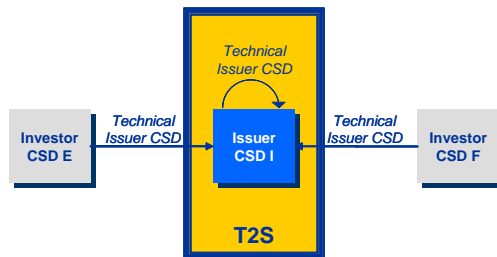 Technical
Issuer CSD
Technical
Issuer CSD
Technical
Issuer CSD
Investor
CSD E
Issuer
CSD I
Investor
CSD F
T2S